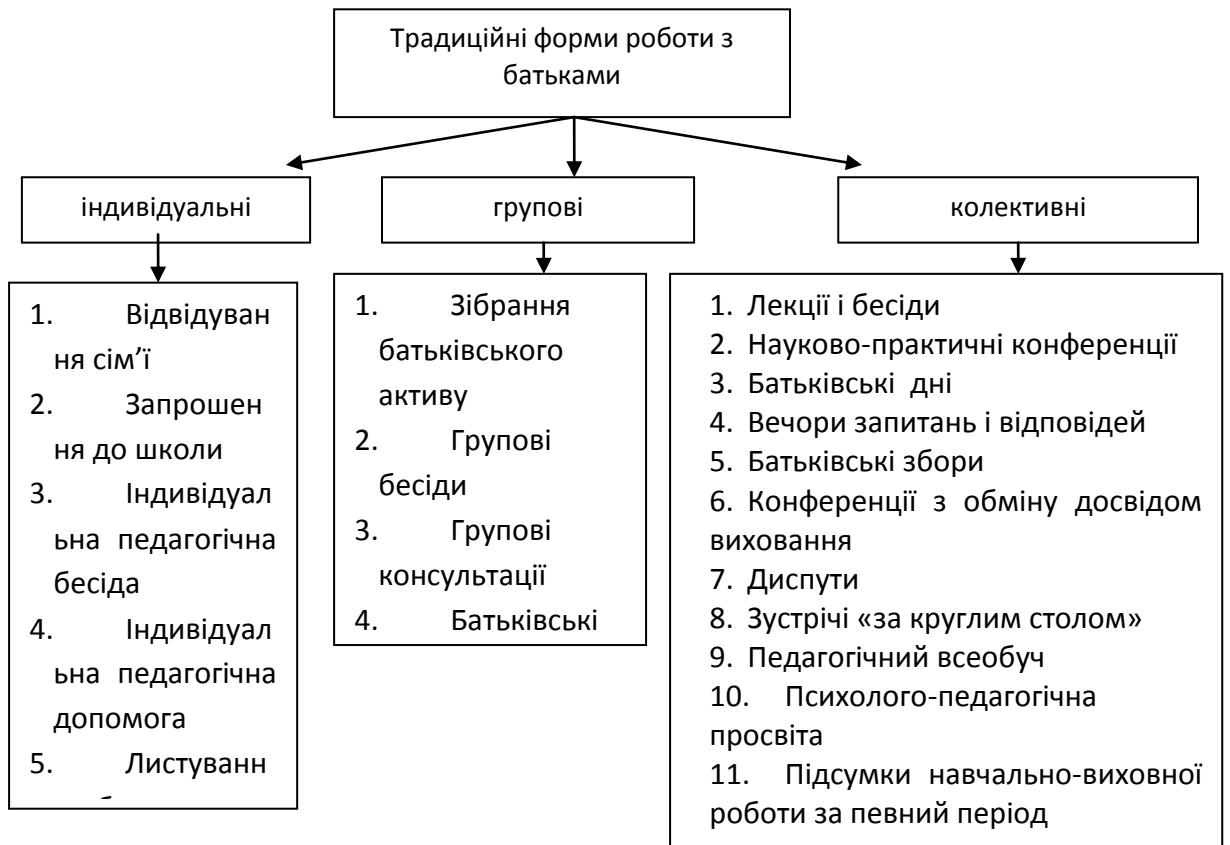 Традиційні форми роботи з
батьками
індивідуальні
групові
колективні
1. Відвідуван
ня сім’ї
2. Запрошен
ня до школи
3. Індивідуал
ьна педагогічна
бесіда
4. Індивідуал
ьна педагогічна
допомога
5. Листуванн
1. Зібрання
батьківського
активу
2. Групові
бесіди
3. Групові
консультації
4. Батьківські
1. Лекції і бесіди
2. Науково-практичні конференції
3. Батьківські дні
4. Вечори запитань і відповідей
5. Батьківські збори
6. Конференції з обміну досвідом
виховання
7. Диспути
8. Зустрічі «за круглим столом»
9. Педагогічний всеобуч
10. Психолого-педагогічна
просвіта
11. Підсумки навчально-виховної
роботи за певний період